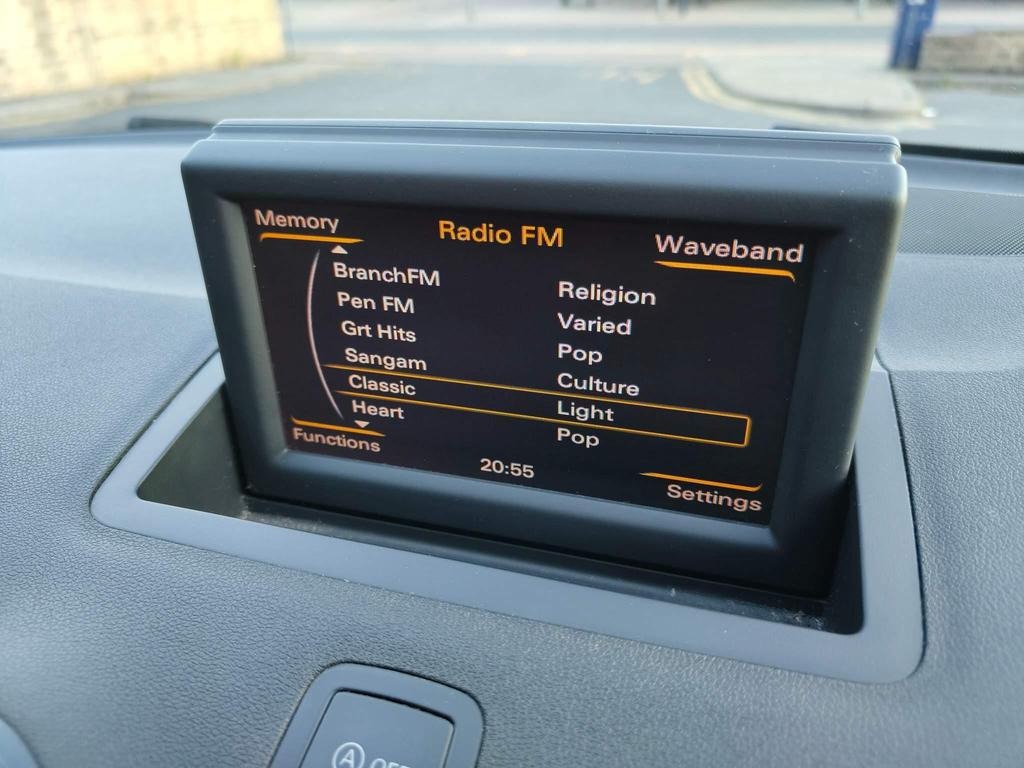 Memory Radio FM Waveband
BranchFM Religion
Pen FM Varied
Grt Hits Pop
Sangam Culture
Classic Light
Heart Pop
Functions 20:55 Settings
A OFF